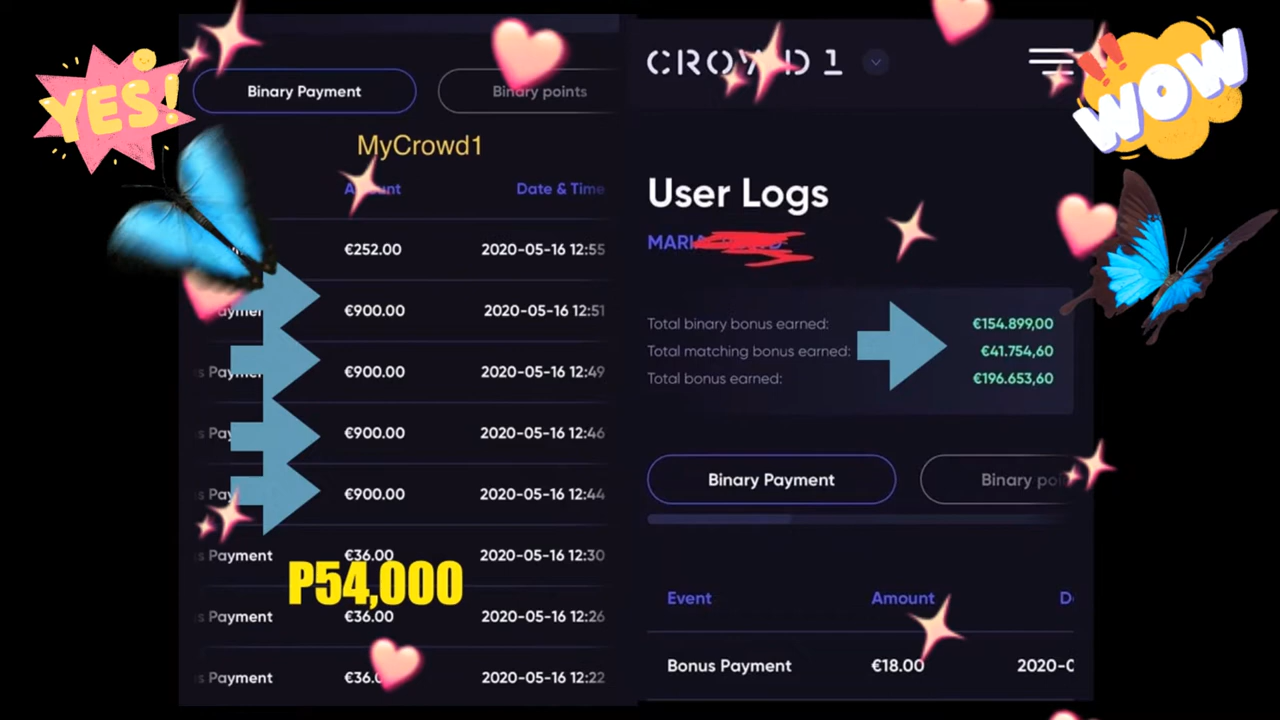 YES!
Binary Payment
Binary points
MyCrowd1
Date & Time
€252.00
2020-05-16 12:55
€900.00
2020-05-16 12:51
€900.00
2020-05-16 12:49
€900.00
2020-05-16 12:46
€900.00
2020-05-16 12:44
Payment
€36.00
2020-05-16 12:30
P54,000
Payment
€36.00
2020-05-16 12:26
Payment
2020-05-16 12:22
CROWD 1
WOW
User Logs
Total binary bonus earned:
€154.899,00
Total matching bonus earned:
€41.754,60
Total bonus earned:
€196.653,60
Binary Payment
Binary
Event
Amount
Bonus Payment
€18.00